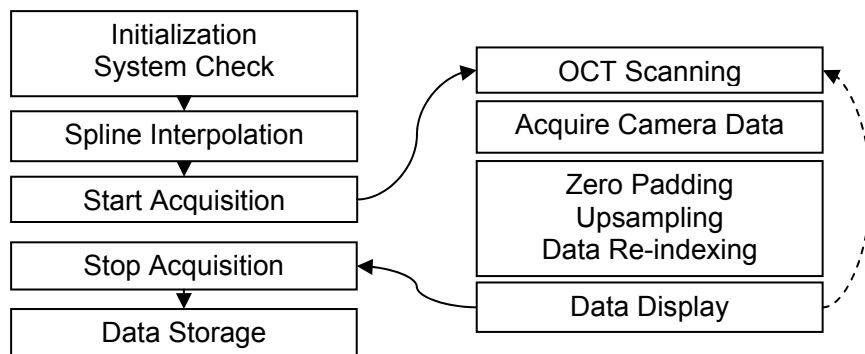 Initialization
System Check
Spline Interpolation
Start Acquisition
Stop Acquisition
Data Storage
OCT Scanning
Acquire Camera Data
Zero Padding
Upsampling
Data Re-indexing
Data Display